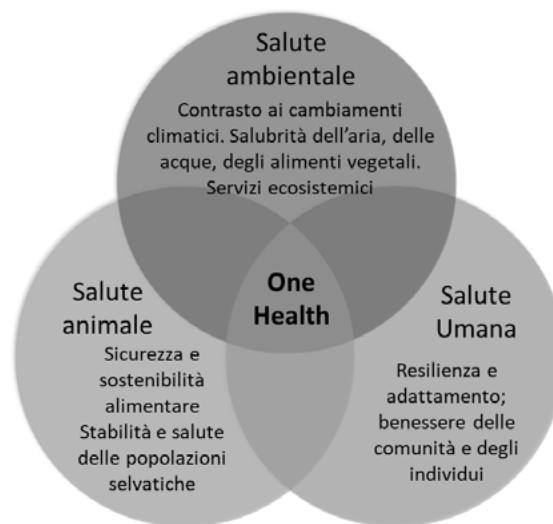 Salute
ambientale
Contrasto ai cambiamenti
climatici. Salubrità dell'aria, delle
acque, degli alimenti vegetali.
Servizi ecosistemici
One
Health
Salute
animale
Sicurezza e
sostenibilità
alimentare
Stabilità e salute
delle popolazioni
selvatiche
Salute
Umana
Resilienza e
adattamento;
benessere delle
comunità e degli
individui